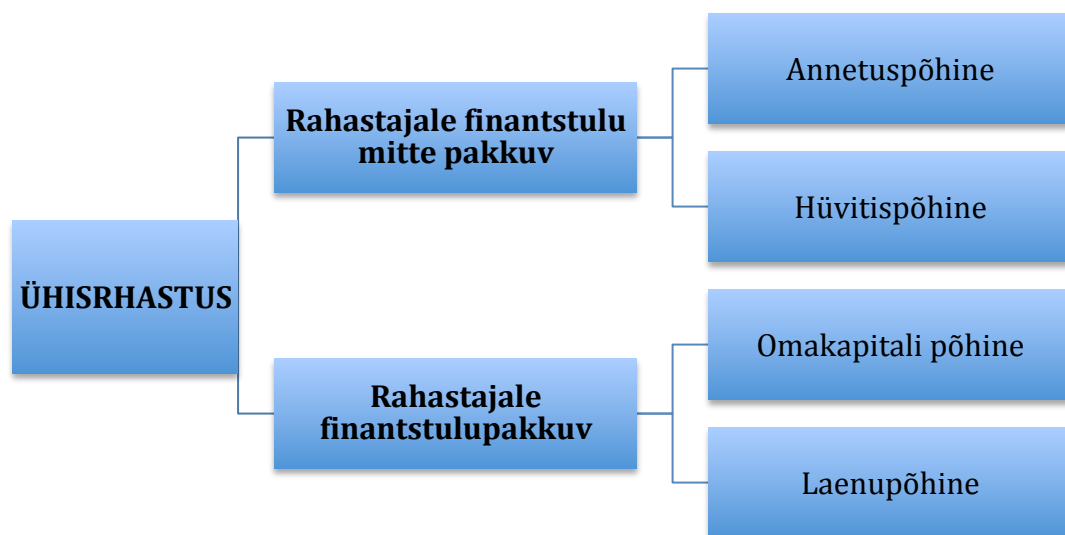 ÜHISRHASTUS
Rahastajale finantstulu
mitte pakkuv
Annetuspõhine
Hüvitispõhine
Rahastajale
finantstulupakkuv
Omakapitali põhine
Laenupõhine